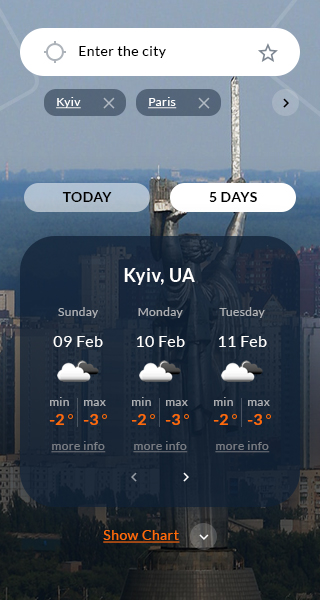 Enter the city
Kyiv
Paris
TODAY
5 DAYS
Kyiv, UA
Sunday Monday Tuesday
09 Feb 10 Feb 11 Feb
min max min max min max
-2° -3° -2° -3° -2° -3°
more info more info more info
Show Chart